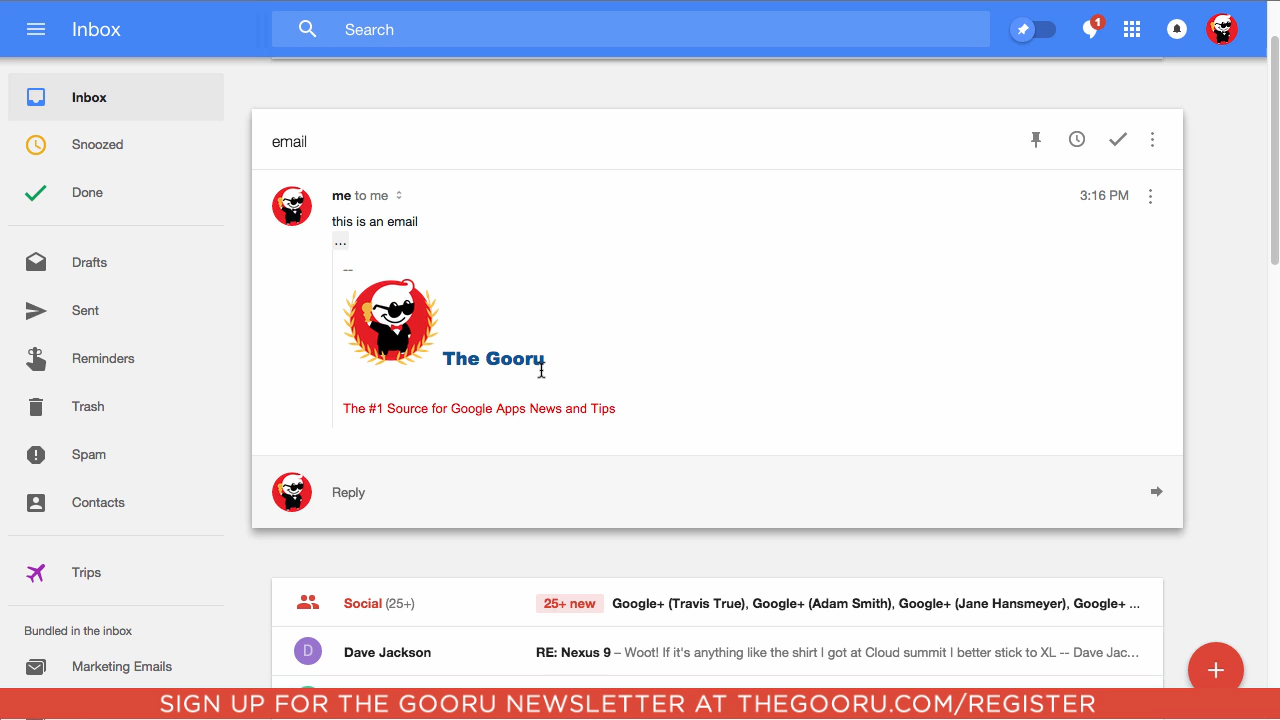 Inbox
Search
1
Inbox
Snoozed
Done
Drafts
Sent
Reminders
Trash
Spam
Contacts
Trips
Bundled in the inbox
Marketing Emails
email
me to me
3:16 PM
this is an email
...
--
The Gooru
The #1 Source for Google Apps News and Tips
Reply
Social (25+) 25+ new Google+ (Travis True), Google+ (Adam Smith), Google+ (Jane Hansmeyer), Google+ ...
D Dave Jackson RE: Nexus 9 – Woot! If it's anything like the shirt I got at Cloud summit I better stick to XL -- Dave Jac...
+
SIGN UP FOR THE GOORU NEWSLETTER AT THEGOORU.COM/REGISTER